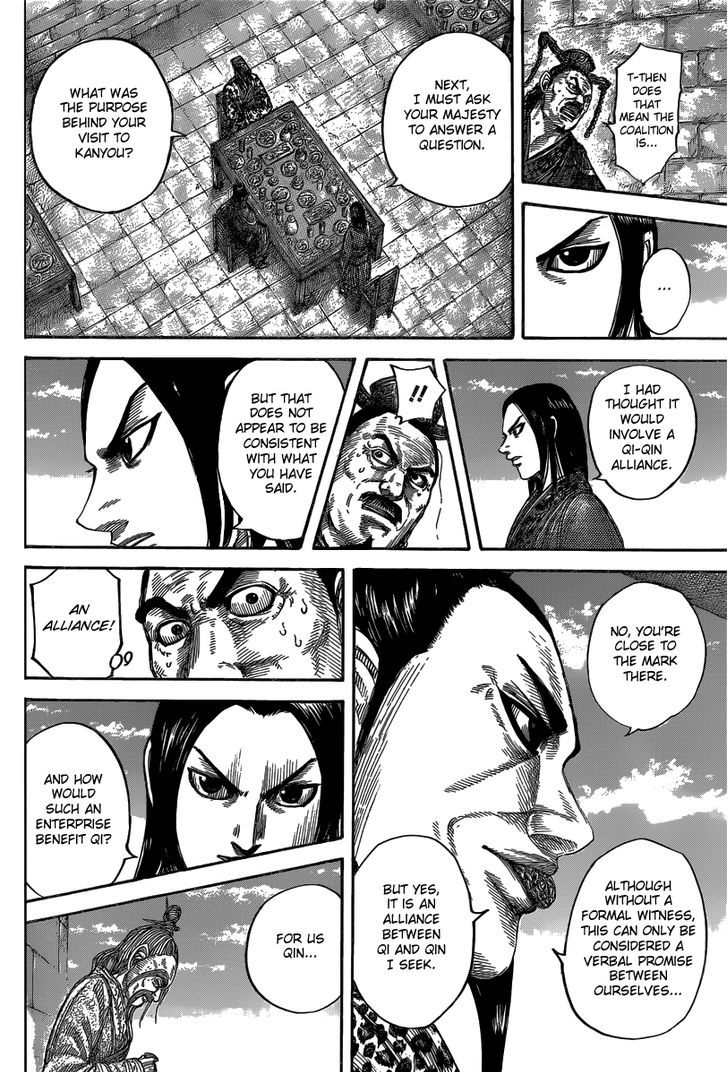 T-THEN
DOES
THAT
MEAN THE
COALITION
IS...
...
NEXT,
I MUST ASK
YOUR MAJESTY
TO ANSWER A
QUESTION.
WHAT WAS
THE PURPOSE
BEHIND YOUR
VISIT TO
KANYOU?
I HAD
THOUGHT IT
WOULD
INVOLVE A
QI-QIN
ALLIANCE.
!!
BUT THAT
DOES NOT
APPEAR TO BE
CONSISTENT
WITH WHAT
YOU HAVE
SAID.
NO, YOU'RE
CLOSE TO
THE MARK
THERE.
ALTHOUGH
WITHOUT A
FORMAL WITNESS,
THIS CAN ONLY BE
CONSIDERED A
VERBAL PROMISE
BETWEEN
OURSELVES...
BUT YES,
IT IS AN
ALLIANCE
BETWEEN
QI AND QIN
I SEEK.
AN
ALLIANCE!
AND HOW
WOULD
SUCH AN
ENTERPRISE
BENEFIT QI?
FOR US
QIN...